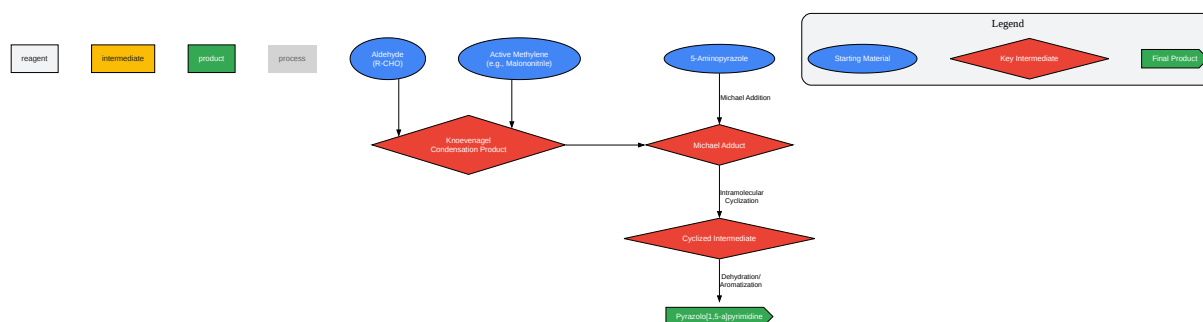 Legend
reagent
intermediate
product
process
Aldehyde
(R-CHO)
Active Methylene
(e.g., Malononitrile)
5-Aminopyrazole
Starting Material
Key Intermediate
Final Product
Michael Addition
Knoevenagel
Condensation Product
Michael Adduct
Intramolecular
Cyclization
Cyclized Intermediate
Dehydration/
Aromatization
Pyrazolo[1,5-a]pyrimidine